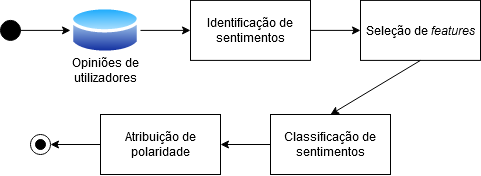 Opiniões de
utilizadores
Identificação de
sentimentos
Seleção de features
Classificação de
sentimentos
Atribuição de
polaridade